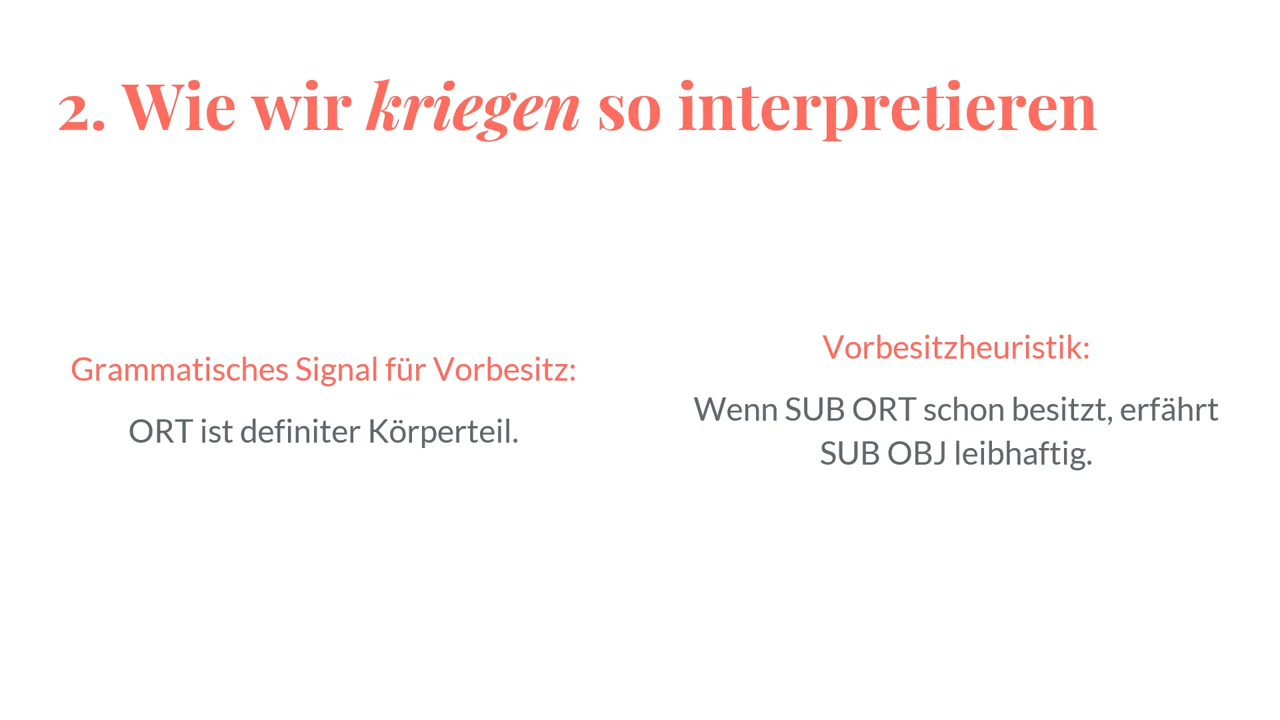 2. Wie wir kriegen so interpretieren
Grammatisches Signal für Vorbesitz:
ORT ist definiter Körperteil.
Vorbesitzheuristik:
Wenn SUB ORT schon besitzt, erfährt
SUB OBJ leibhaftig.